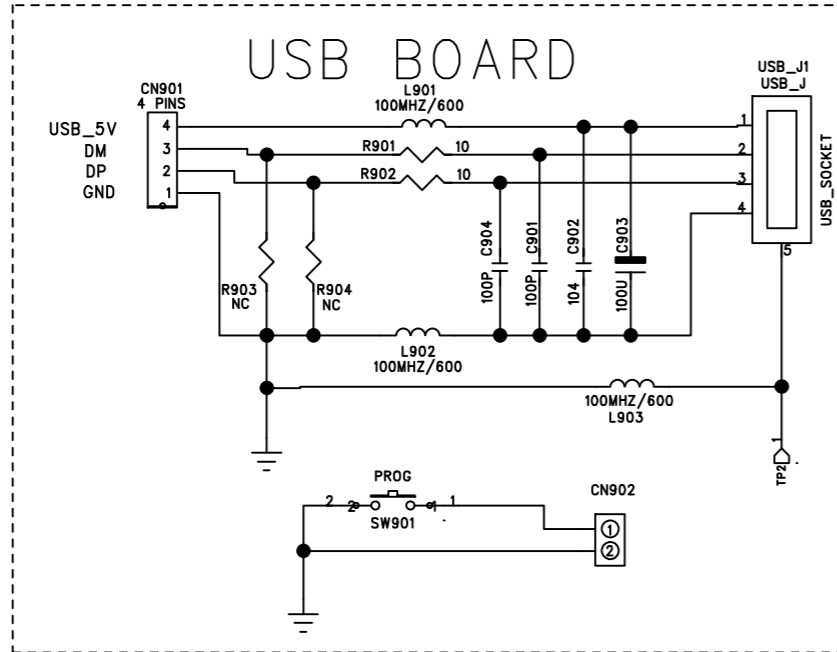 USB BOARD
CN901
4 PINS
L901
100MHZ/600
USB_J1
USB_J
USB_5V
4
1
DM
3
R901
10
2
DP
2
R902
10
3
GND
1
4
USB_SOCKET
5
C904
C901
C902
C903
100P
100P
104
100U
R903
NC
R904
NC
L902
100MHZ/600
100MHZ/600
L903
1
TP2
PROG
2
2
1
1
SW901
CN902
1
2